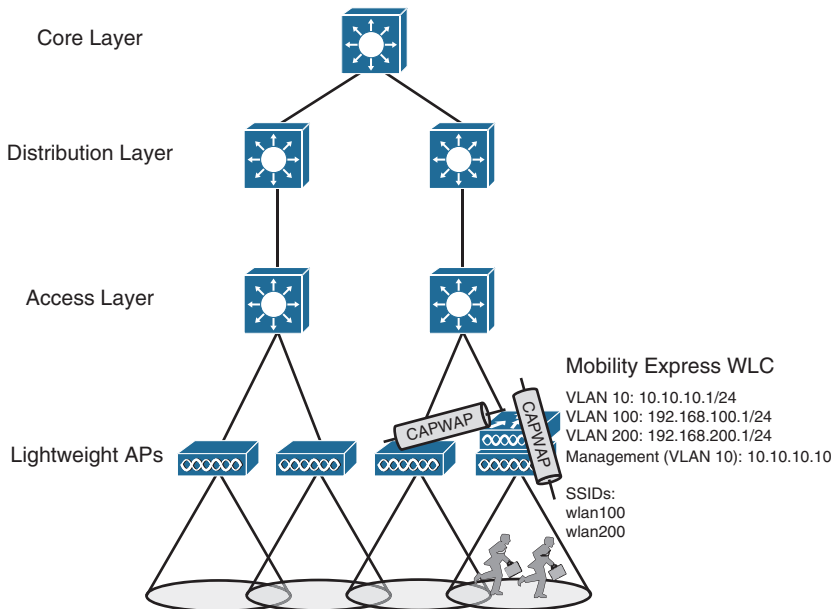 Core Layer
Distribution Layer
Access Layer
Mobility Express WLC
VLAN 10: 10.10.10.1/24
VLAN 100: 192.168.100.1/24
VLAN 200: 192.168.200.1/24
Management (VLAN 10): 10.10.10.10
CAPWAP
CAPWAP
Lightweight APs
SSIDs:
wlan100
wlan200